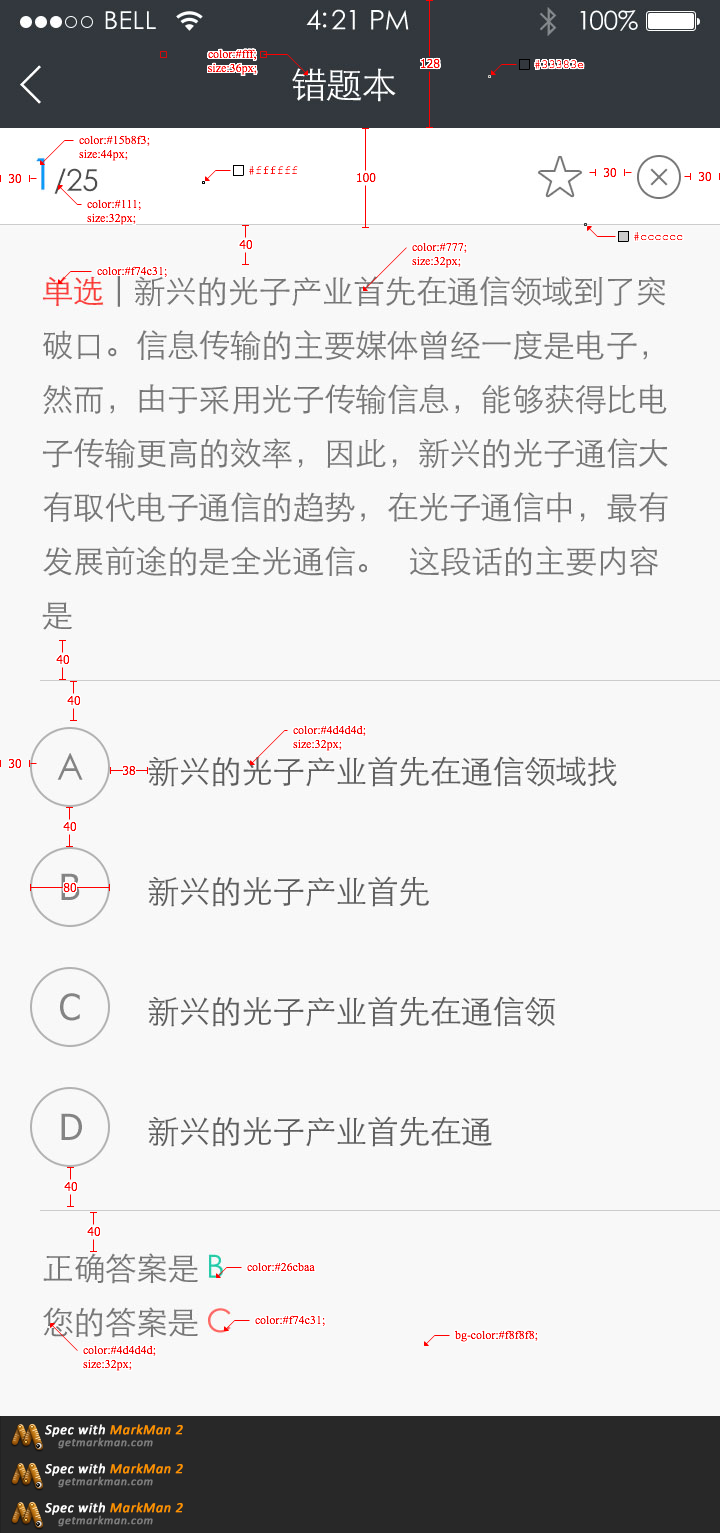 BELL 4:21 PM 100%
color:#fff;
size:36px;
错题本
128
#33383e
color:#15b8f3;
size:44px;
30
1/25
#ffffff
100
30
30
color:#111;
size:32px;
#cccccc
40
color:#777;
size:32px;
color:#f74c31;
单选 | 新兴的光子产业首先在通信领域到了突
破口。信息传输的主要媒体曾经一度是电子，
然而，由于采用光子传输信息，能够获得比电
子传输更高的效率，因此，新兴的光子通信大
有取代电子通信的趋势，在光子通信中，最有
发展前途的是全光通信。 这段话的主要内容
是
40
40
color:#4d4d4d;
size:32px;
30
A
38
新兴的光子产业首先在通信领域找
40
B
80
新兴的光子产业首先
C 新兴的光子产业首先在通信领
D 新兴的光子产业首先在通
40
40
正确答案是 B
color:#26cbaa
您的答案是 C
color:#f74c31;
bg-color:#f8f8f8;
color:#4d4d4d;
size:32px;
Spec with MarkMan 2
getmarkman.com
Spec with MarkMan 2
getmarkman.com
Spec with MarkMan 2
getmarkman.com